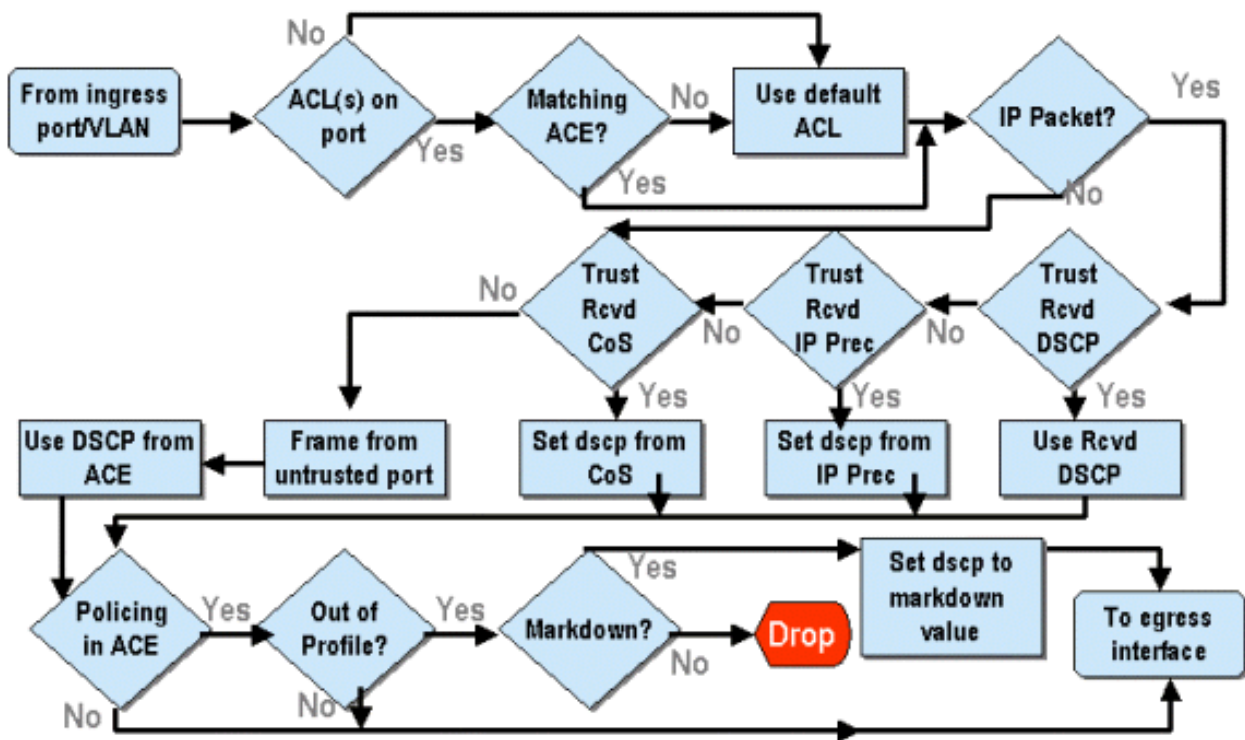 No
From ingress
port/VLAN
ACL(s) on
port
Yes
Matching
ACE?
No
Yes
Use default
ACL
IP Packet?
Yes
No
Trust
Rcvd
DSCP
No
Yes
Trust
Rcvd
IP Prec
No
Yes
Trust
Rcvd
CoS
No
Yes
Use DSCP from
ACE
Frame from
untrusted port
Set dscp from
CoS
Set dscp from
IP Prec
Use Rcvd
DSCP
Policing
in ACE
Yes
No
Out of
Profile?
Yes
No
Markdown?
Yes
No
Drop
Set dscp to
markdown
value
To egress
interface